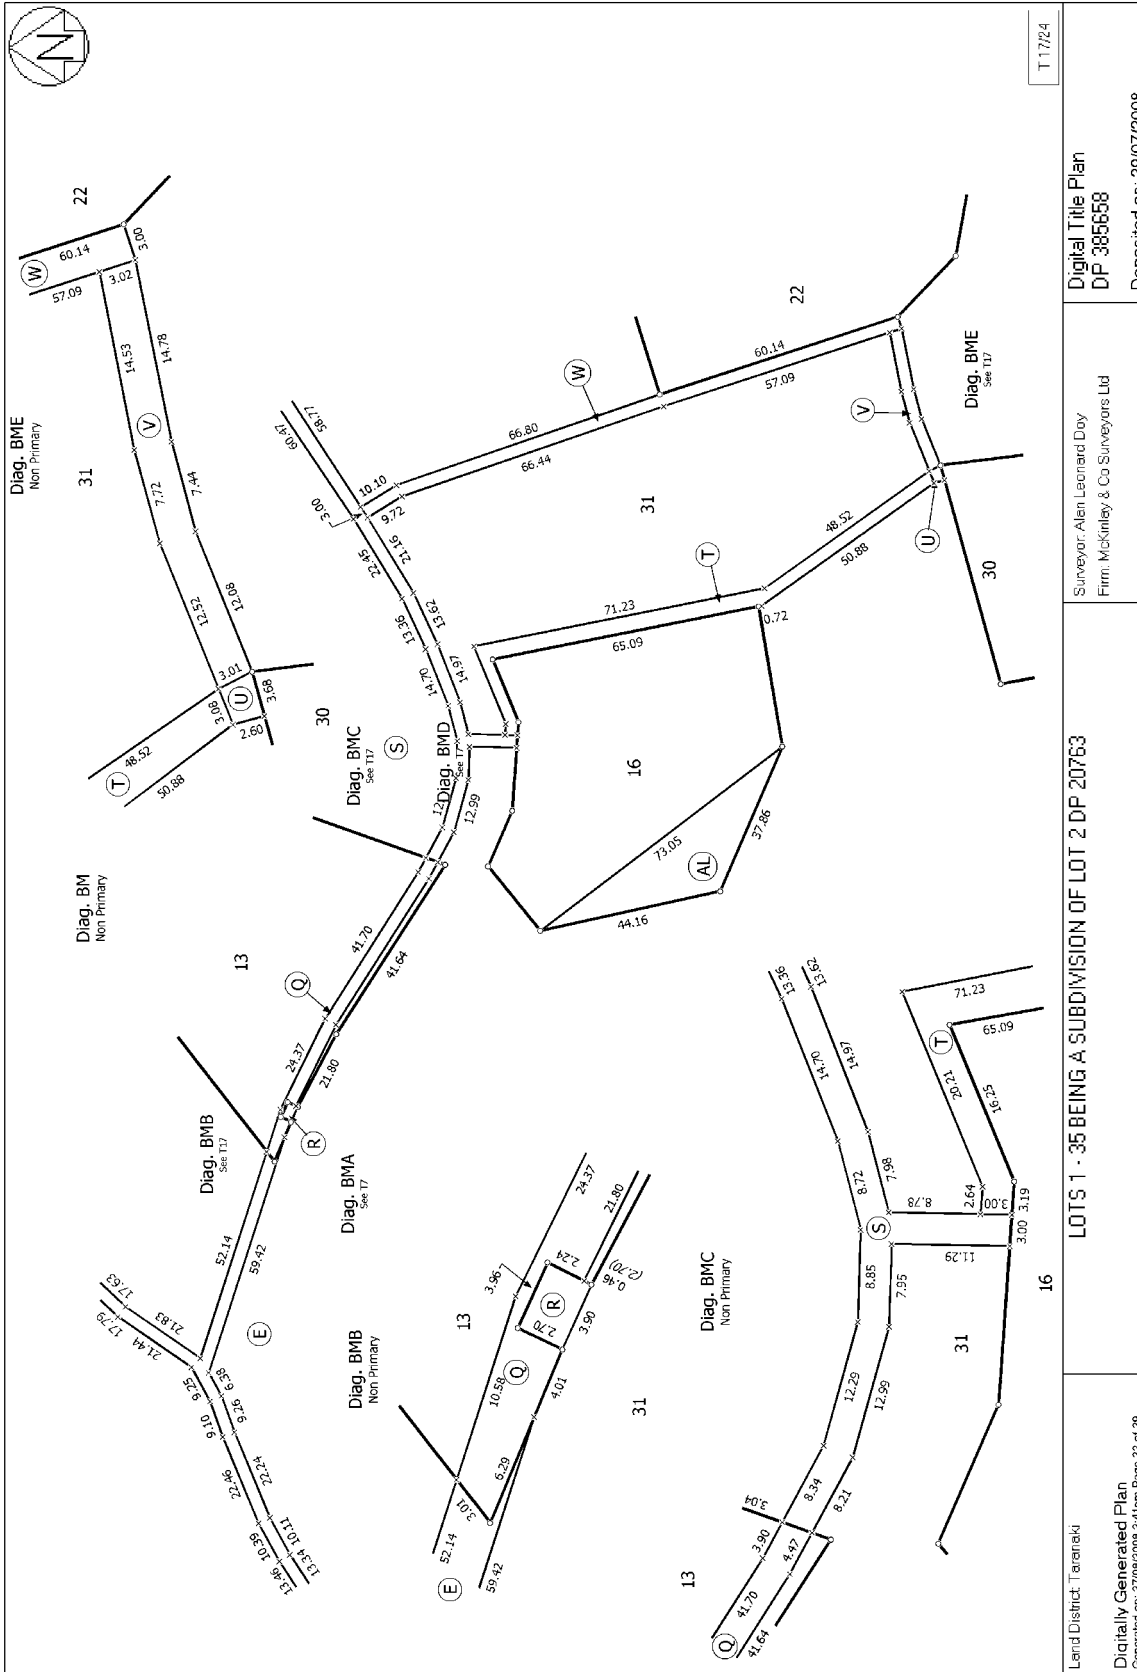 N
T 17/24
Diag. BME
Non Primary
31
22
W
60.14
57.09
3.02
3.00
14.53
14.78
V
7.72
7.44
12.52
12.08
3.01
3.08
U
3.68
2.60
30
T
48.52
50.88
Diag. BM
Non Primary
13
Diag. BMC
See T17
S
Diag. BMD
See T7
60.47
58.77
3.00
10.10
9.72
22.45
21.16
13.36
13.62
14.70
14.97
12.99
66.80
66.44
W
22
60.14
57.09
31
T
71.23
65.09
0.72
48.52
50.88
V
U
Diag. BME
See T17
30
16
73.05
AL
37.86
44.16
41.70
41.64
Q
24.37
21.80
R
Diag. BMB
See T17
Diag. BMA
See T7
52.14
59.42
E
17.63
17.79
21.83
21.44
9.25
6.38
9.10
9.26
22.46
22.24
10.39
10.11
13.46
13.34
Diag. BMB
Non Primary
13
3.96
24.37
21.80
2.24
0.46
(2.70)
R
2.70
3.90
Q
10.58
4.01
6.29
3.01
52.14
59.42
E
31
Diag. BMC
Non Primary
13
13.36
13.62
14.70
14.97
8.72
7.98
S
8.78
2.64
3.00
3.19
3.00
11.29
8.85
7.95
12.29
12.99
8.34
8.21
3.04
3.90
4.47
41.70
41.64
Q
20.21
16.25
T
71.23
65.09
31
16
Land District: Taranaki
Digitally Generated Plan
LOTS 1 - 35 BEING A SUBDIVISION OF LOT 2 DP 20763
Surveyor: Alan Leonard Doy
Firm: McKinlay & Co Surveyors Ltd
Digital Title Plan
DP 385658